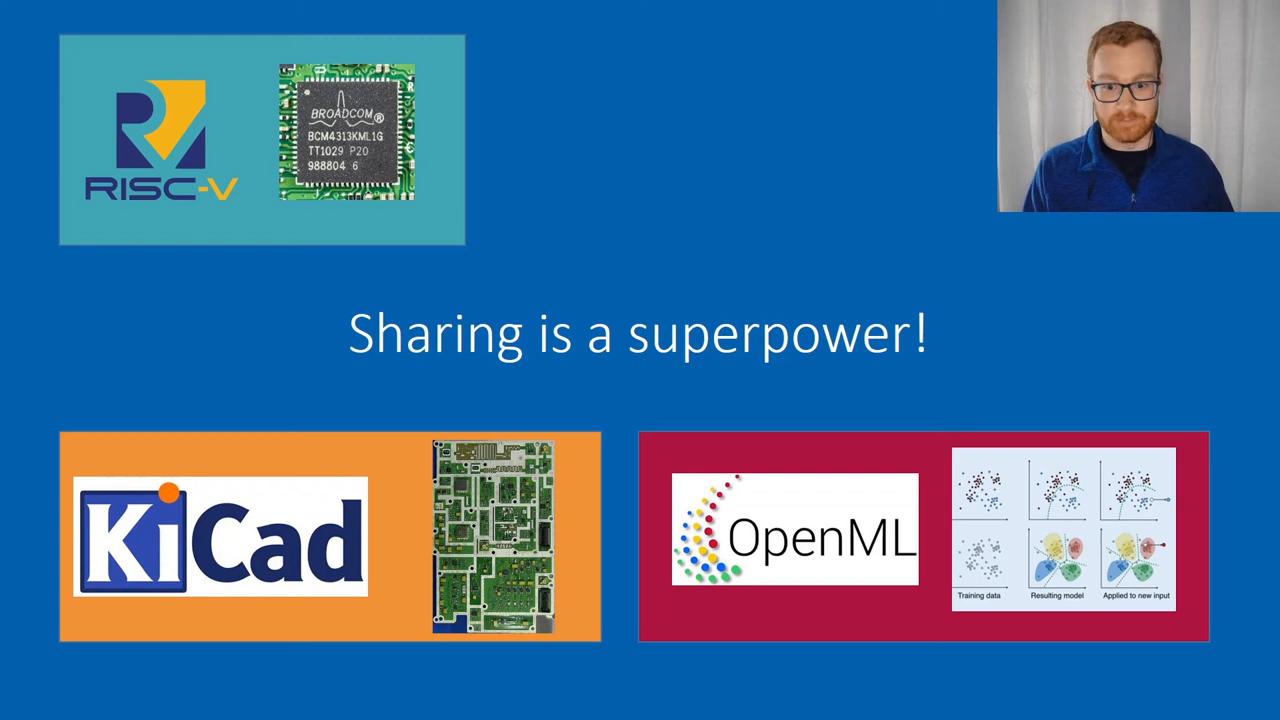 RISC-V
BROADCOM®
BCM4313KML1G
TT1029 P20
988804 6
Sharing is a superpower!
KiCad
OpenML
Training data
Resulting model
Applied to new input